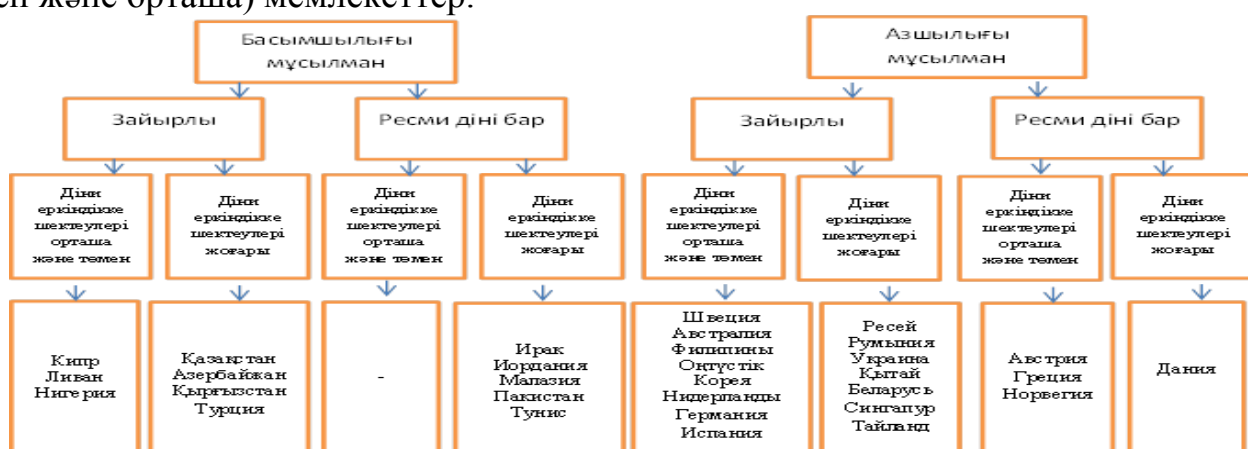 және орташа) мемлекеттер.
Басымшылығы
мұсылман
Азшылығы
мұсылман
Зайырлы
Ресми діні бар
Зайырлы
Ресми діні бар
Діни
еркіндікке
шектеулері
орташа
және төмен
Діни
еркіндікке
шектеулері
жоғары
Діни
еркіндікке
шектеулері
орташа
және төмен
Діни
еркіндікке
шектеулері
жоғары
Діни
еркіндікке
шектеулері
орташа
және төмен
Діни
еркіндікке
шектеулері
жоғары
Діни
еркіндікке
шектеулері
орташа
және төмен
Діни
еркіндікке
шектеулері
жоғары
Кипр
Ливан
Нигерия
Қазақстан
Азербайжан
Қырғызстан
Турция
-
Ирак
Иордания
Малазия
Пакистан
Тунис
Швеция
Австралия
Филипины
Оңтүстік
Корея
Нидерланды
Германия
Испания
Ресей
Румыния
Украина
Қытай
Беларусь
Сингапур
Тайланд
Австрия
Греция
Норвегия
Дания